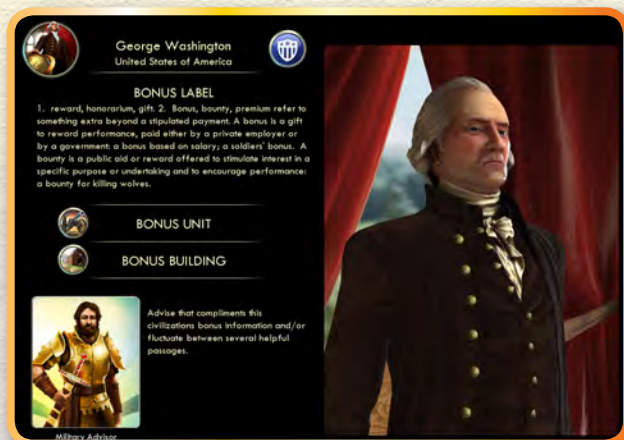 George Washington
United States of America
BONUS LABEL
1. reward, honorarium, gift. 2. Bonus, bounty, premium refer to
something extra beyond a stipulated payment. A bonus is a gift
to reward performance, paid either by a private employer or
by a government: a bonus based on salary; a soldiers' bonus. A
bounty is a public aid or reward offered to stimulate interest in a
specific purpose or undertaking and to encourage performance:
a bounty for killing wolves.
BONUS UNIT
BONUS BUILDING
Advise that compliments this
civilizations bonus information and/or
fluctuate between several helpful
passages.
Military Advisor